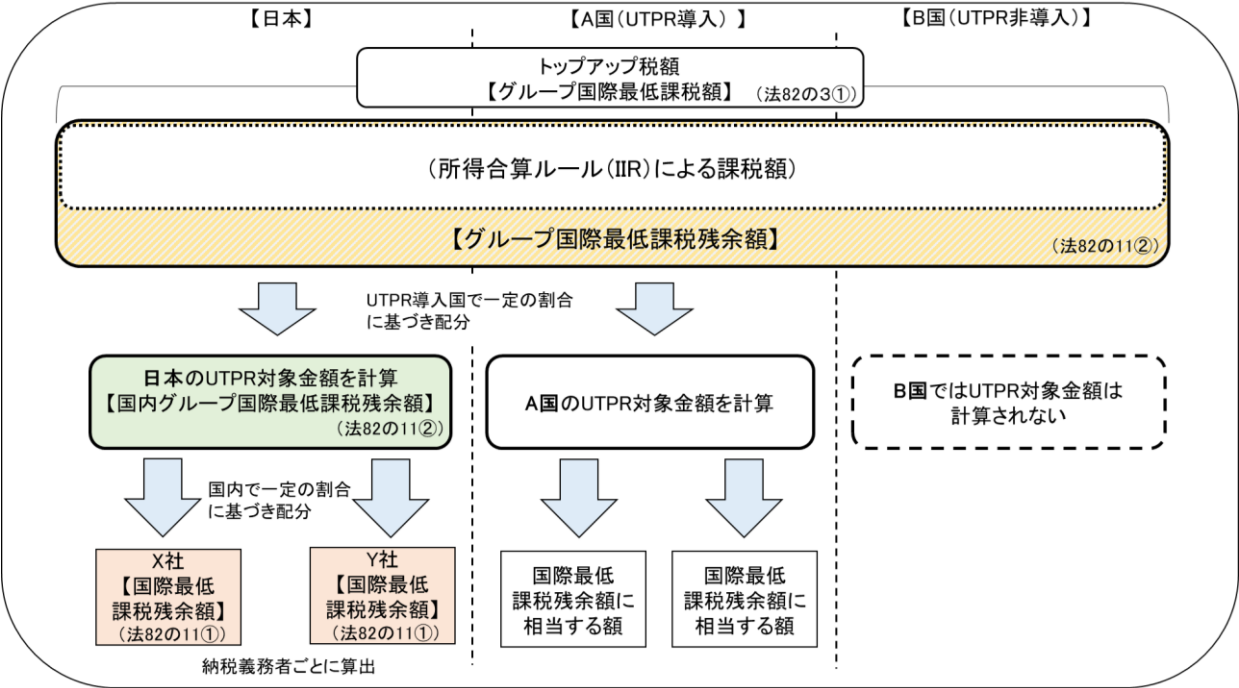 【日本】
【A国(UTPR導入)】
【B国(UTPR非導入)】
トップアップ税額
【グループ国際最低課税額】 (法82の3①)
(所得合算ルール(IIR)による課税額)
【グループ国際最低課税残余額】
(法82の11②)
UTPR導入国で一定の割合
に基づき配分
日本のUTPR対象金額を計算
【国内グループ国際最低課税残余額】
(法82の11②)
A国のUTPR対象金額を計算
B国ではUTPR対象金額は
計算されない
国内で一定の割合
に基づき配分
X社
【国際最低
課税残余額】
(法82の11①)
Y社
【国際最低
課税残余額】
(法82の11①)
国際最低
課税残余額に
相当する額
国際最低
課税残余額に
相当する額
納税義務者ごとに算出